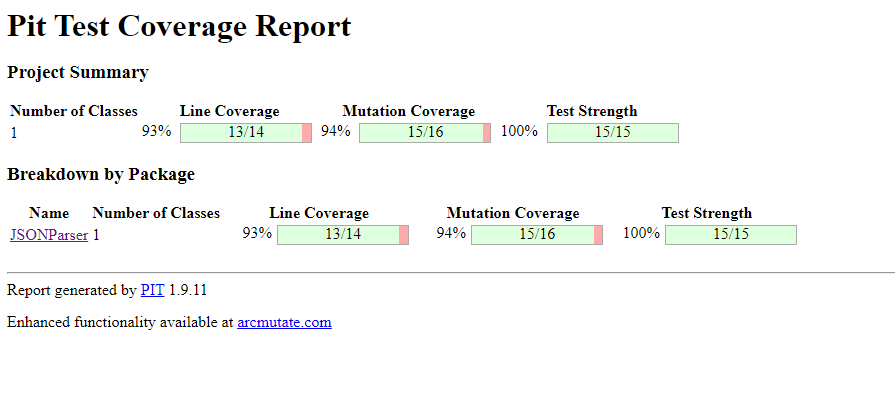 Pit Test Coverage Report
Project Summary
Number of Classes Line Coverage Mutation Coverage Test Strength
1 93% 13/14 94% 15/16 100% 15/15
Breakdown by Package
Name Number of Classes Line Coverage Mutation Coverage Test Strength
JSONParser 1 93% 13/14 94% 15/16 100% 15/15
Report generated by PIT 1.9.11
Enhanced functionality available at arcmutate.com